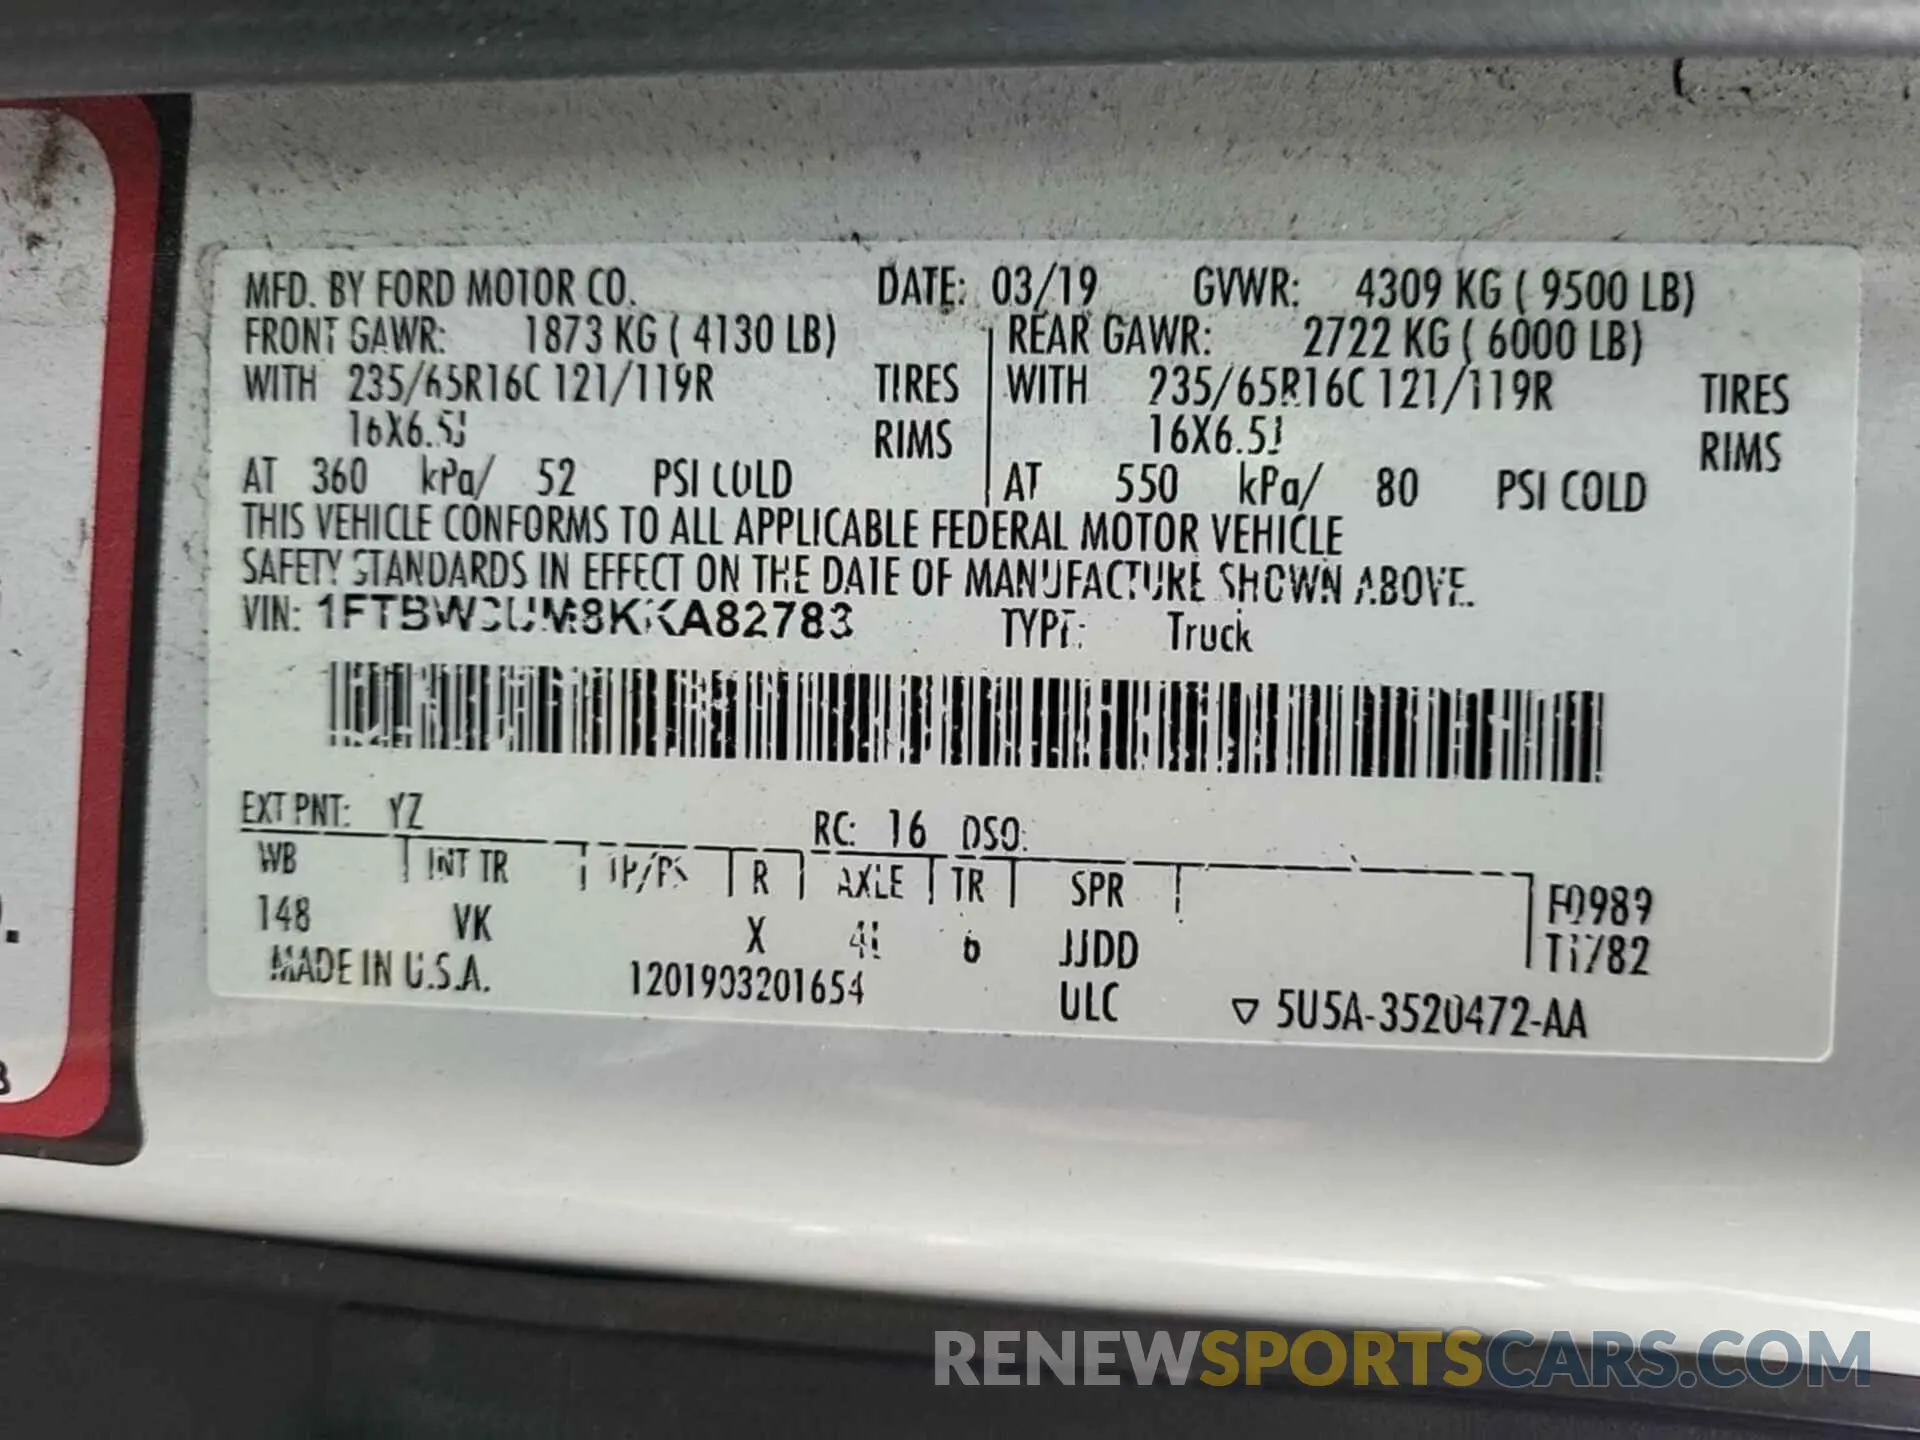 MFD. BY FORD MOTOR CO. DATE: 03/19 GVWR: 4309 KG ( 9500 LB)
FRONT GAWR: 1873 KG ( 4130 LB) REAR GAWR: 2722 KG ( 6000 LB)
WITH 235/65R16C 121/119R TIRES WITH 235/65R16C 121/119R TIRES
16X6.5J RIMS 16X6.5J RIMS
AT 360 kPa/ 52 PSI COLD AT 550 kPa/ 80 PSI COLD
THIS VEHICLE CONFORMS TO ALL APPLICABLE FEDERAL MOTOR VEHICLE
SAFETY STANDARDS IN EFFECT ON THE DATE OF MANUFACTURE SHOWN ABOVE.
VIN: TYPE: Truck
EXT PNT: YZ RC: 16 DSO:
WB INT TR TP/PS R AXLE TR SPR F0989
148 VK X 6 JJDD T1782
MADE IN U.S.A. 1201903201654 ULC ▽ 5U5A-3520472-AA
RENEWSPORTSCARS.COM